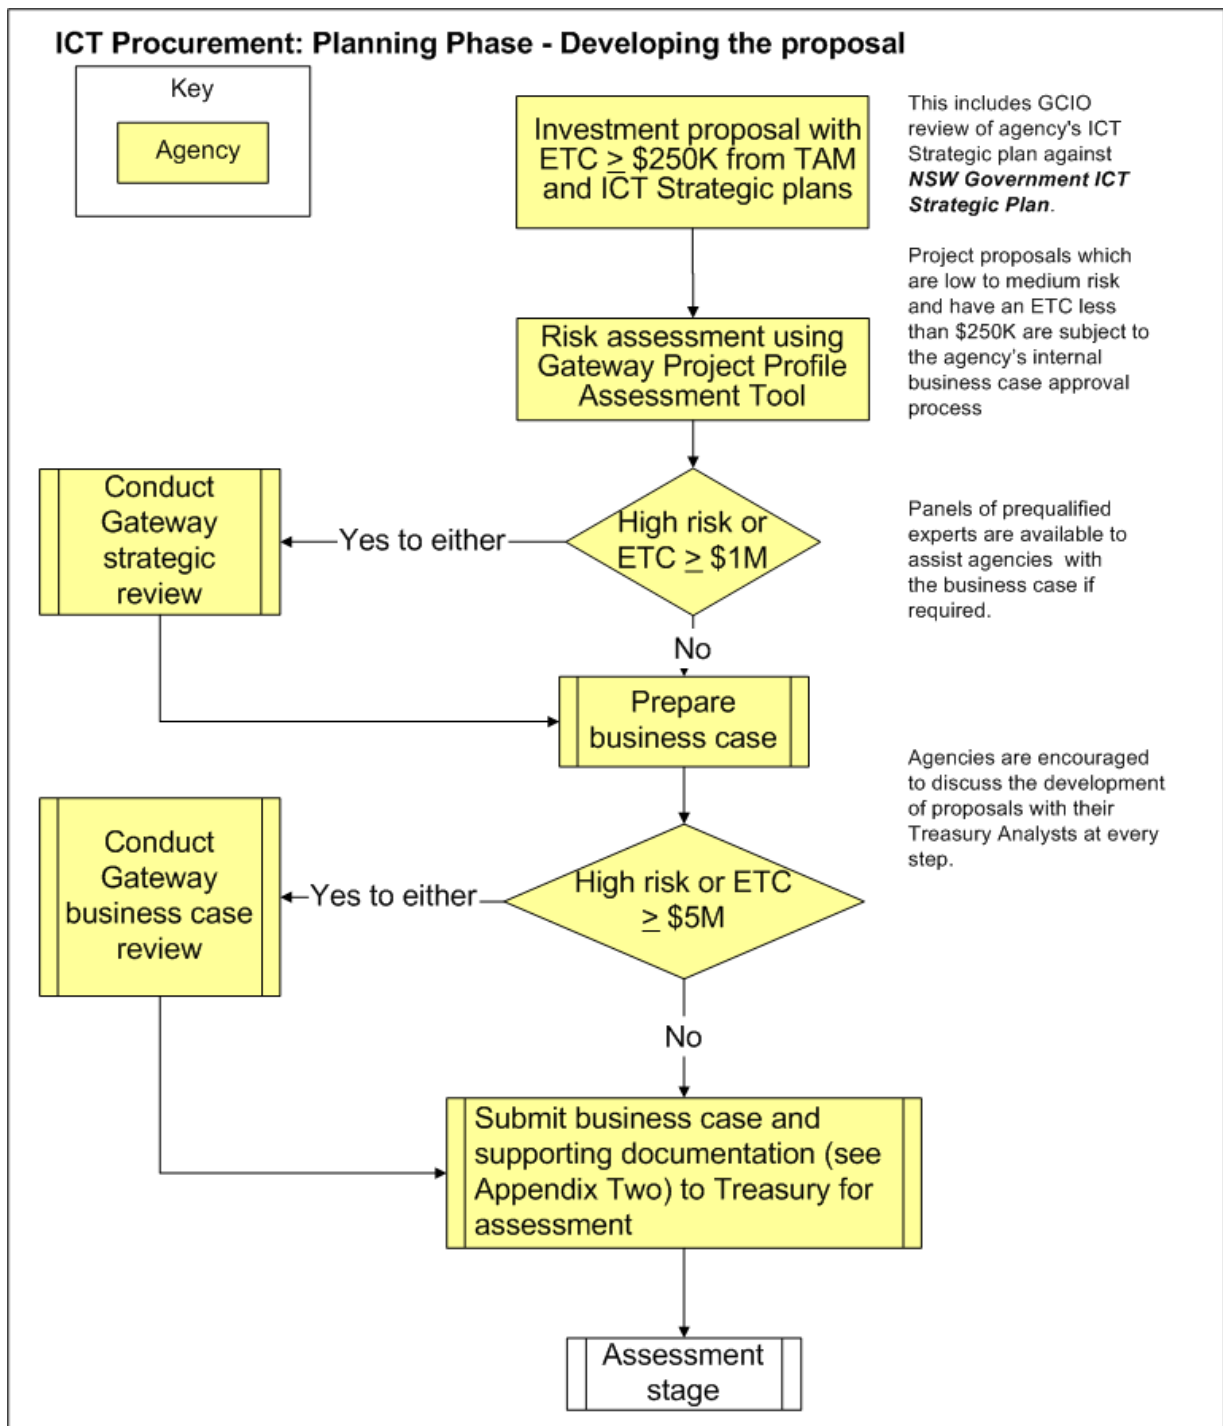 ICT Procurement: Planning Phase - Developing the proposal
Key
Agency
Investment proposal with
ETC ≥ $250K from TAM
and ICT Strategic plans
This includes GCIO
review of agency's ICT
Strategic plan against
NSW Government ICT
Strategic Plan.
Project proposals which
are low to medium risk
and have an ETC less
than $250K are subject to
the agency's internal
business case approval
process
Risk assessment using
Gateway Project Profile
Assessment Tool
Conduct
Gateway
strategic
review
Yes to either
High risk or
ETC ≥ $1M
Panels of prequalified
experts are available to
assist agencies with
the business case if
required.
No
Prepare
business case
Agencies are encouraged
to discuss the development
of proposals with their
Treasury Analysts at every
step.
Conduct
Gateway
business case
review
Yes to either
High risk or ETC
≥ $5M
No
Submit business case and
supporting documentation (see
Appendix Two) to Treasury for
assessment
Assessment
stage